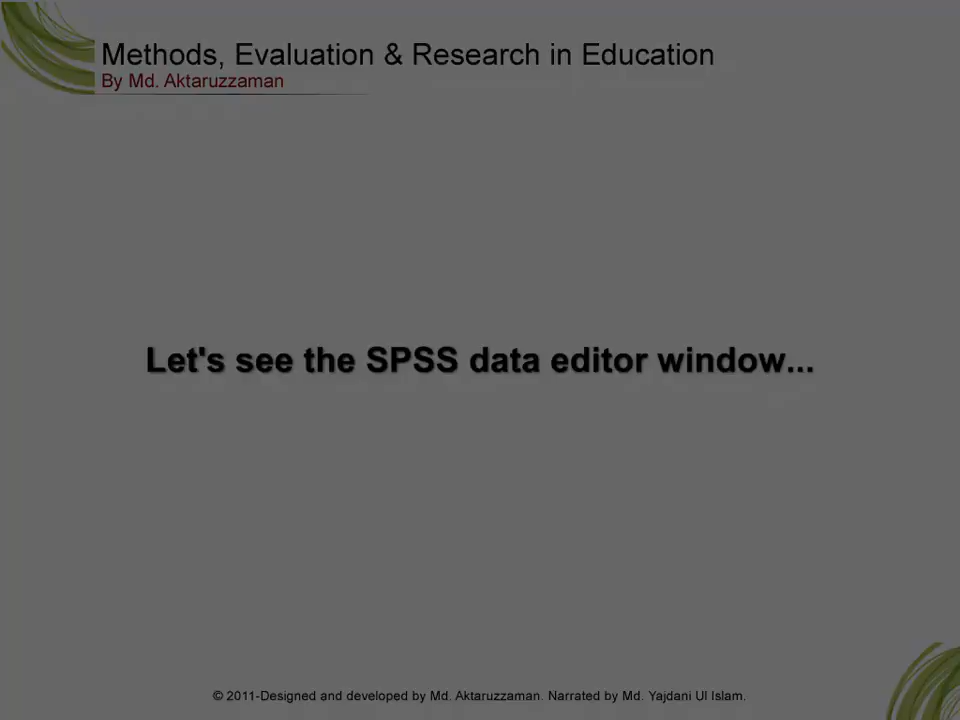 Methods, Evaluation & Research in Education
By Md. Aktaruzzaman
Let's see the SPSS data editor window...
© 2011-Designed and developed by Md. Aktaruzzaman. Narrated by Md. Yajdani Ul Islam.